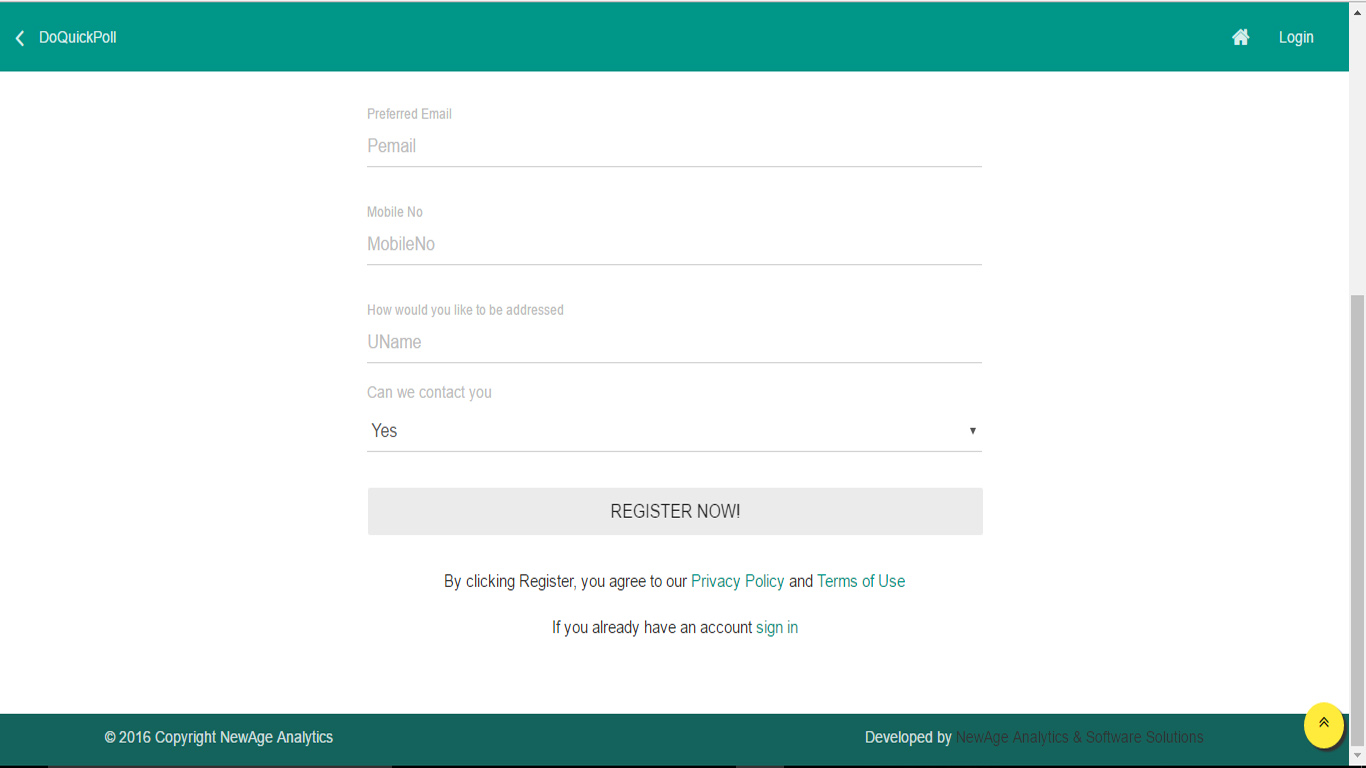 DoQuickPoll
Login
Preferred Email
Pemail
Mobile No
MobileNo
How would you like to be addressed
UName
Can we contact you
Yes
REGISTER NOW!
By clicking Register, you agree to our Privacy Policy and Terms of Use
If you already have an account sign in
© 2016 Copyright NewAge Analytics
Developed by NewAge Analytics & Software Solutions